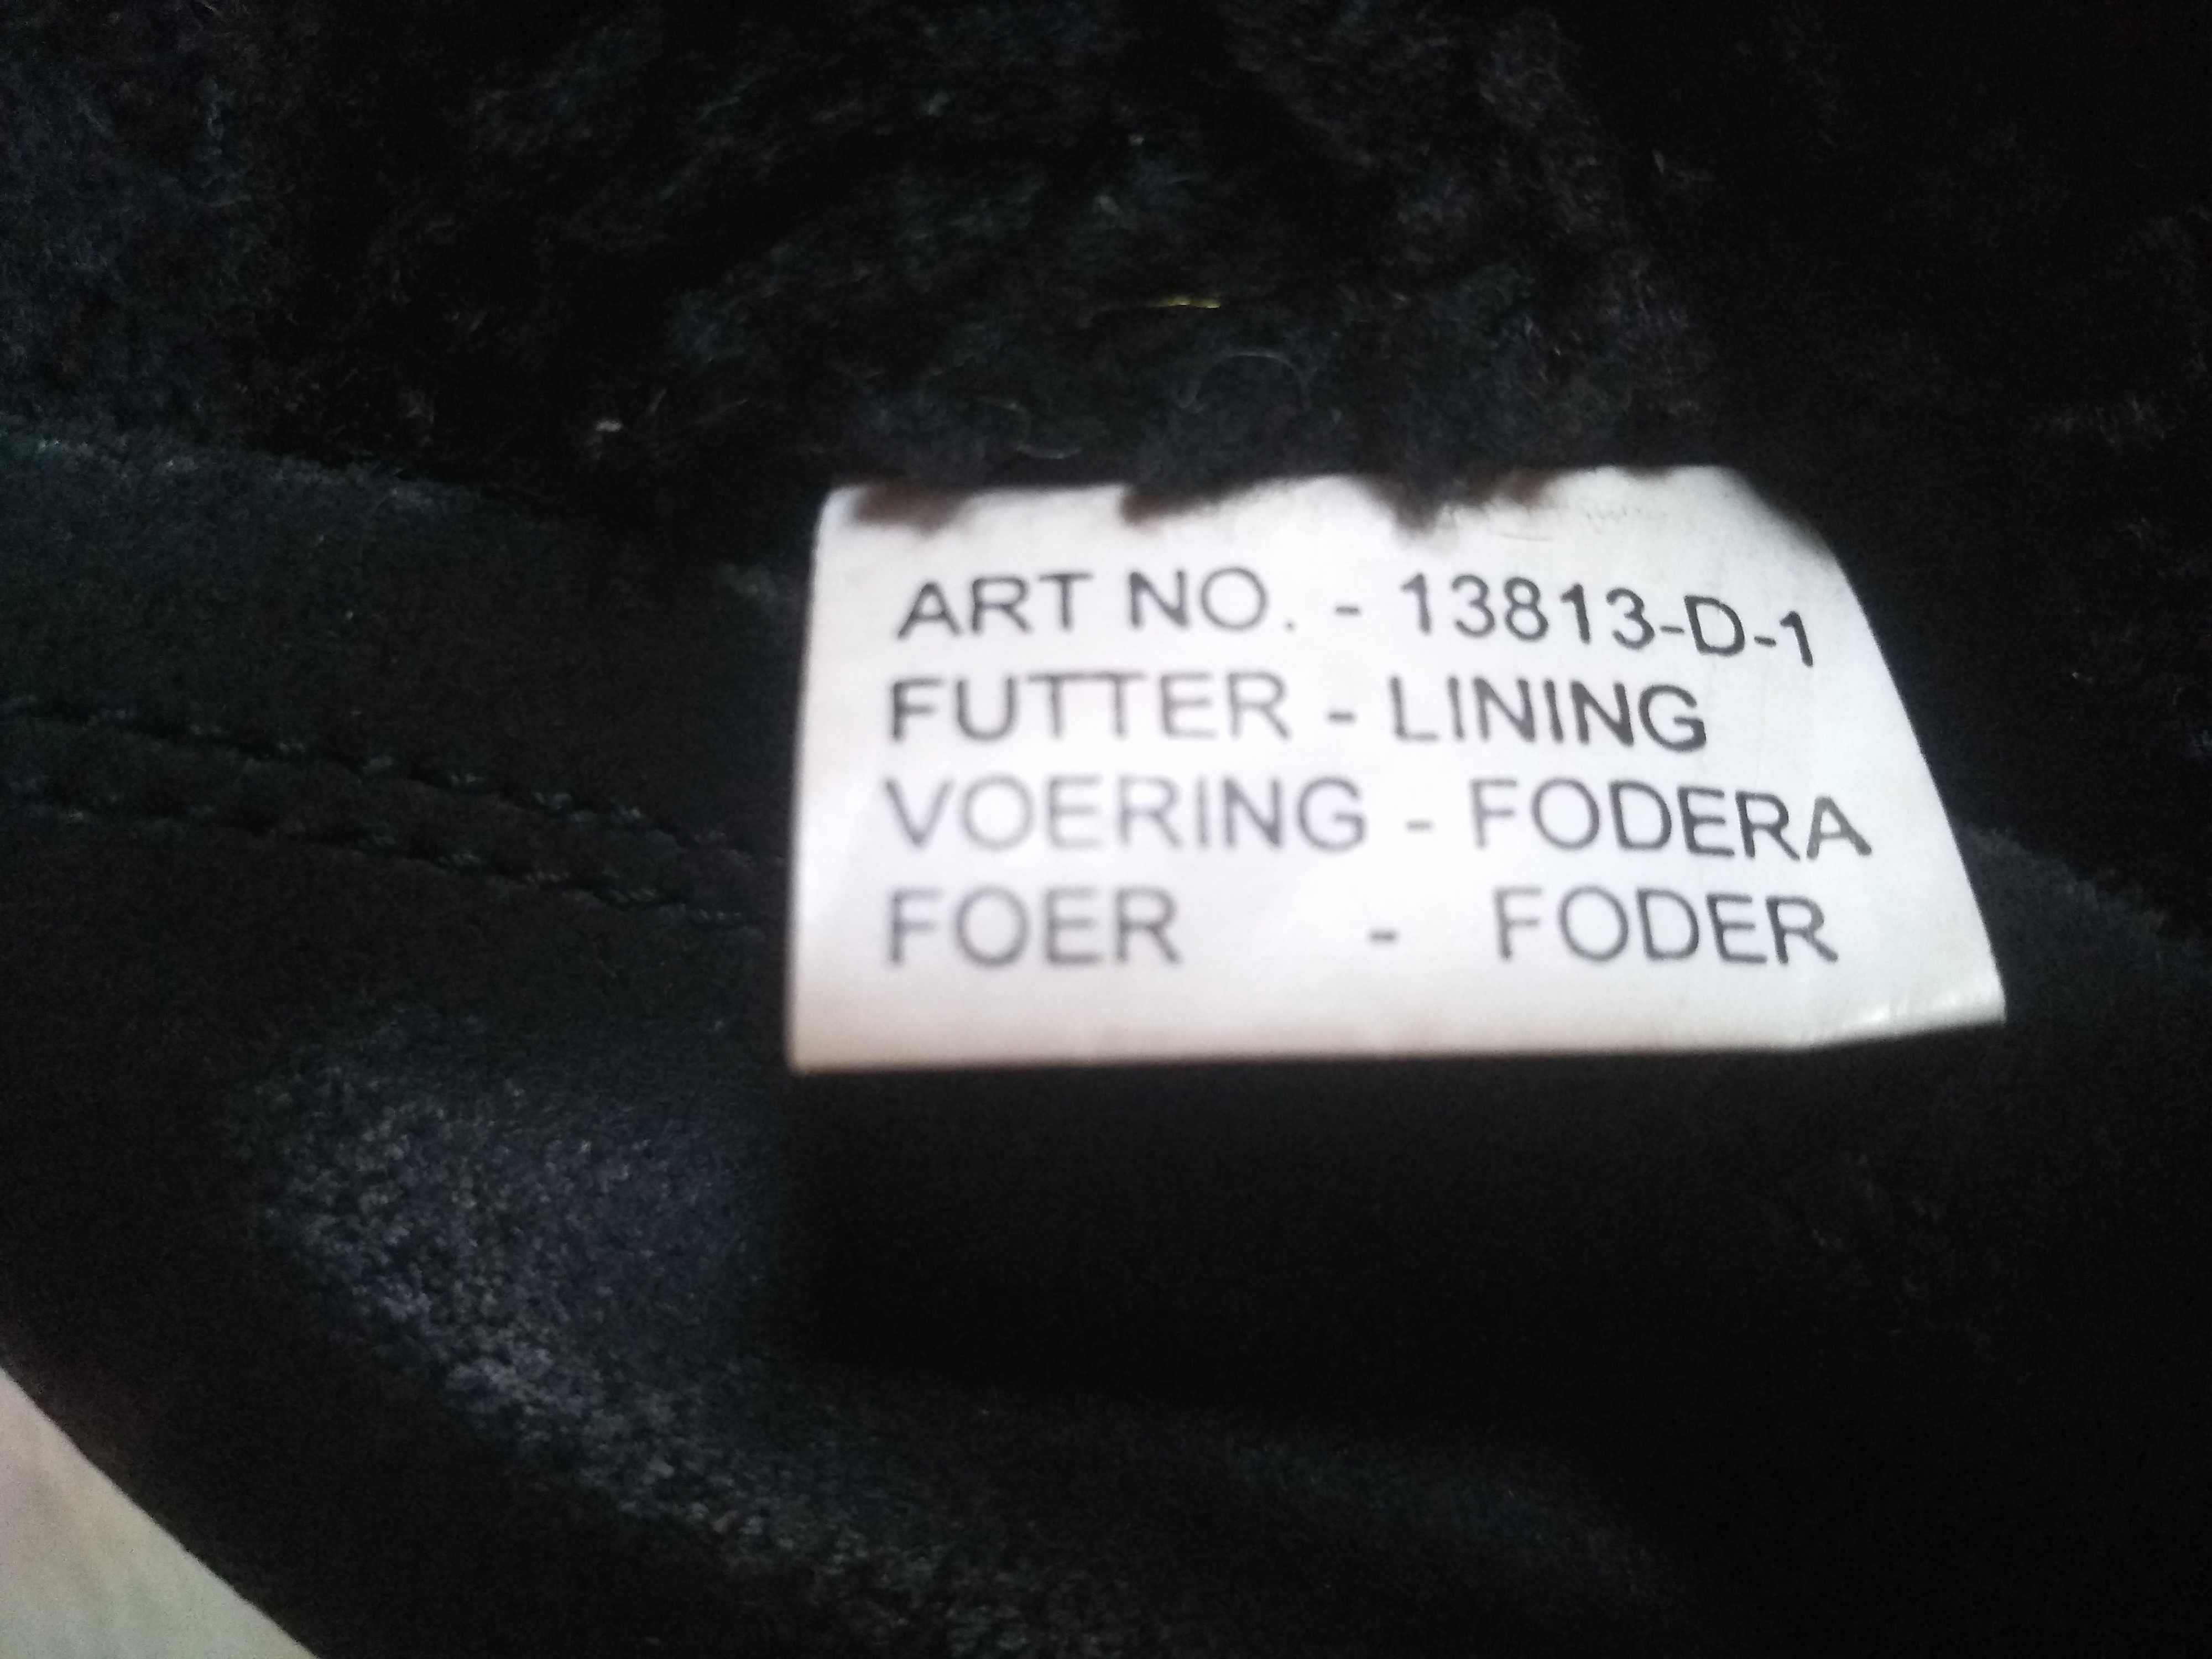 ART NO. - 13813-D-1
FUTTER - LINING
VOERING - FODERA
FOER - FODER